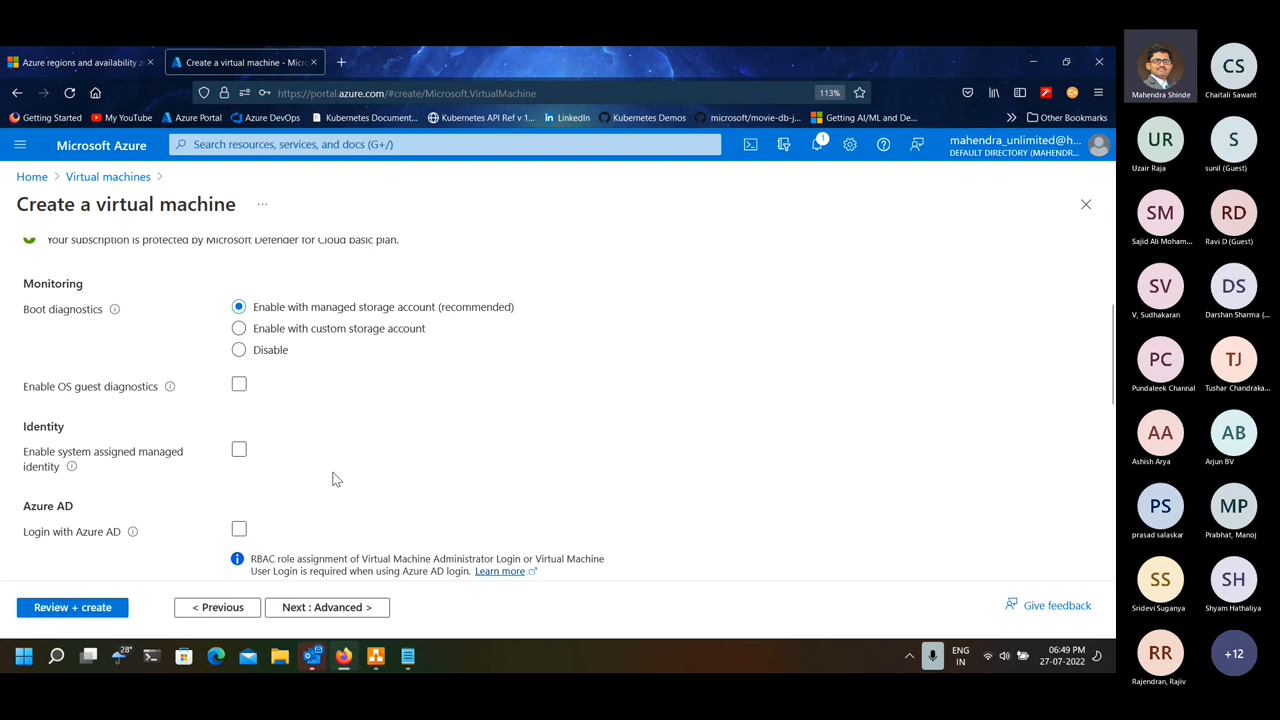 Azure regions and availability z
Create a virtual machine - Micr
https://portal.azure.com/#create/Microsoft.VirtualMachine
113%
Getting Started
My YouTube
Azure Portal
Azure DevOps
Kubernetes Document...
Kubernetes API Ref v 1...
LinkedIn
Kubernetes Demos
microsoft/movie-db-j...
Getting AI/ML and De...
Other Bookmarks
Microsoft Azure
Search resources, services, and docs (G+/)
1
mahendra_unlimited@h...
DEFAULT DIRECTORY (MAHENDR...
Home > Virtual machines >
Create a virtual machine ...
Your subscription is protected by Microsoft Defender for Cloud basic plan.
Monitoring
Boot diagnostics
Enable with managed storage account (recommended)
Enable with custom storage account
Disable
Enable OS guest diagnostics
Identity
Enable system assigned managed
identity
Azure AD
Login with Azure AD
RBAC role assignment of Virtual Machine Administrator Login or Virtual Machine
User Login is required when using Azure AD login. Learn more
Review + create
< Previous
Next : Advanced >
Give feedback
28°
ENG
IN
06:49 PM
27-07-2022
Mahendra Shinde
CS
Chaitali Sawant
UR
Uzair Raja
S
sunil (Guest)
SM
Sajid Ali Moham...
RD
Ravi D (Guest)
SV
V, Sudhakaran
DS
Darshan Sharma (...
PC
Pundaleek Channal
TJ
Tushar Chandraka...
AA
Ashish Arya
AB
Arjun BV
PS
prasad salaskar
MP
Prabhat, Manoj
SS
Sridevi Suganya
SH
Shyam Hathaliya
RR
Rajendran, Rajiv
+12